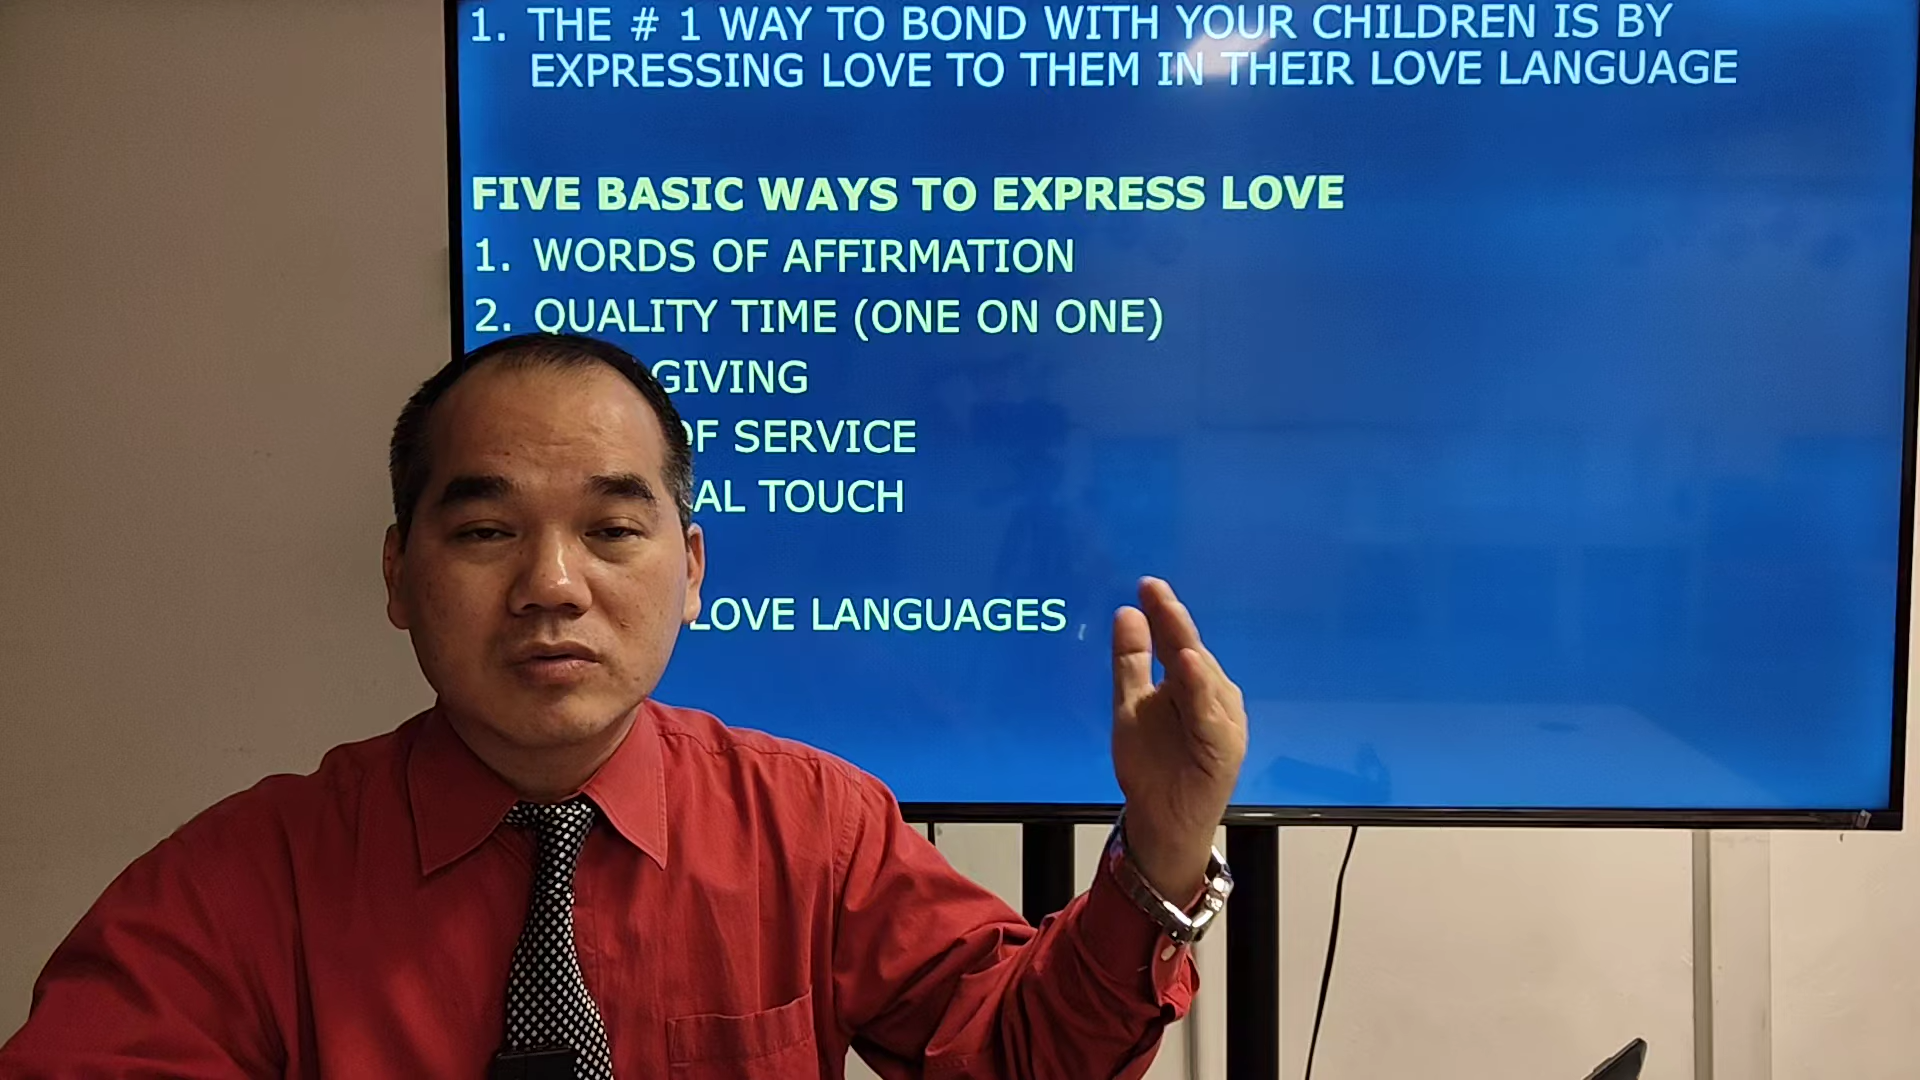 1. THE # 1 WAY TO BOND WITH YOUR CHILDREN IS BY
EXPRESSING LOVE TO THEM IN THEIR LOVE LANGUAGE
FIVE BASIC WAYS TO EXPRESS LOVE
1. WORDS OF AFFIRMATION
2. QUALITY TIME (ONE ON ONE)
GIVING
OF SERVICE
TOUCH
LOVE LANGUAGES